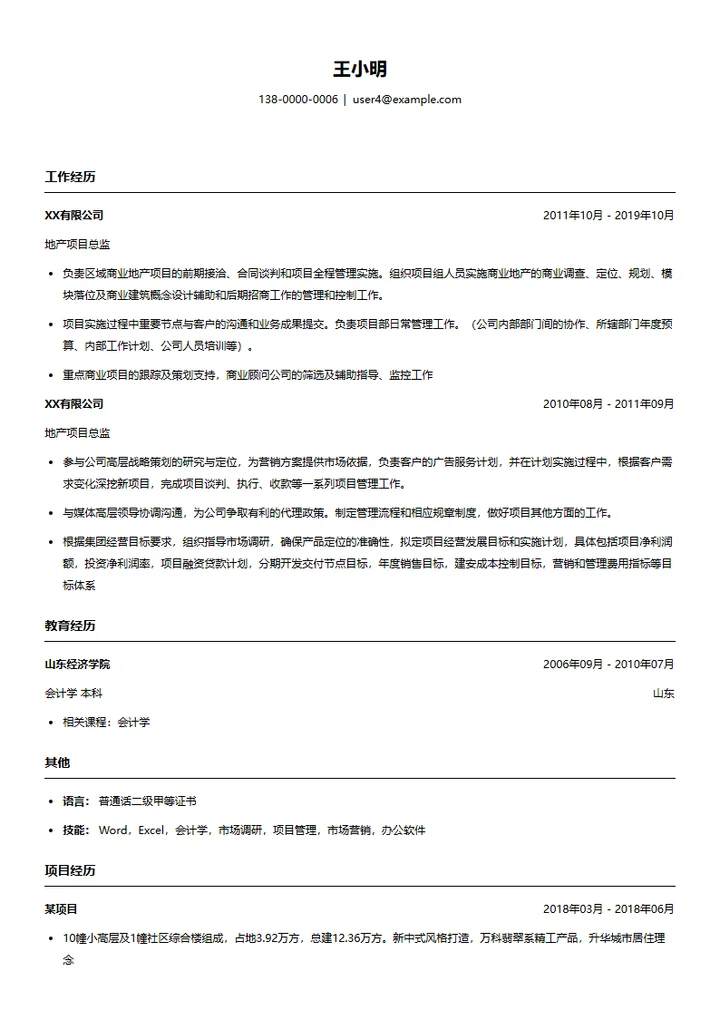 王小明
138-0000-0006 | user4@example.com
工作经历
XX有限公司 2011年10月 - 2019年10月
地产项目总监
• 负责区域商业地产项目的前期接洽、合同谈判和项目全程管理实施。组织项目组人员实施商业地产的商业调查、定位、规划、模
块落位及商业建筑概念设计辅助和后期招商工作的管理和控制工作。
• 项目实施过程中重要节点与客户的沟通和业务成果提交。负责项目部日常管理工作。（公司内部部门间的协作、所辖部门年度预
算、内部工作计划、公司人员培训等）。
• 重点商业项目的跟踪及策划支持，商业顾问公司的筛选及辅助指导、监控工作
XX有限公司 2010年08月 - 2011年09月
地产项目总监
• 参与公司高层战略策划的研究与定位，为营销方案提供市场依据，负责客户的广告服务计划，并在计划实施过程中，根据客户需
求变化深挖新项目，完成项目谈判、执行、收款等一系列项目管理工作。
• 与媒体高层领导协调沟通，为公司争取有利的代理政策。制定管理流程和相应规章制度，做好项目其他方面的工作。
• 根据集团经营目标要求，组织指导市场调研，确保产品定位的准确性，拟定项目经营发展目标和实施计划，具体包括项目净利润
额，投资净利润率，项目融资贷款计划，分期开发交付节点目标，年度销售目标，建安成本控制目标，营销和管理费用指标等目
标体系
教育经历
山东经济学院 2006年09月 - 2010年07月
会计学 本科 山东
• 相关课程：会计学
其他
• 语言： 普通话二级甲等证书
• 技能： Word，Excel，会计学，市场调研，项目管理，市场营销，办公软件
项目经历
某项目 2018年03月 - 2018年06月
• 10幢小高层及1幢社区综合楼组成，占地3.92万方，总建12.36万方。新中式风格打造，万科翡翠系精工产品，升华城市居住理
念